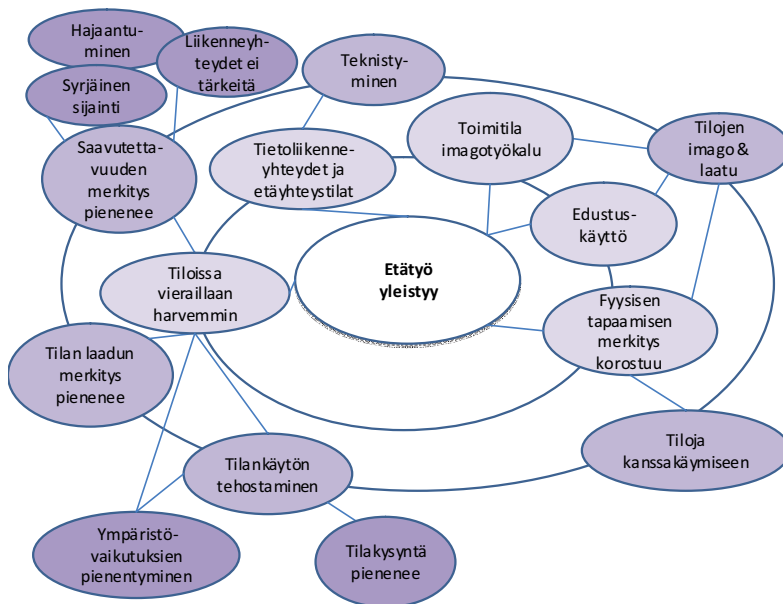 Hajaantu-
minen
Liikenneyh-
teydet ei
tärkeitä
Syrjäinen
sijainti
Teknisty-
minen
Saavutetta-
vuuden
merkitys
pienenee
Tietoliikenne-
yhteydet ja
etäyhteystilat
Toimitila
imagotyökalu
Tilojen
imago &
laatu
Edustus-
käyttö
Etätyö
yleistyy
Tiloissa
vieraillaan
harvemmin
Fyysisen
tapaamisen
merkitys
korostuu
Tilan laadun
merkitys
pienenee
Tiloja
kanssakäymiseen
Tilankäytön
tehostaminen
Ympäristö-
vaikutuksien
pienentyminen
Tilakysyntä
pienenee